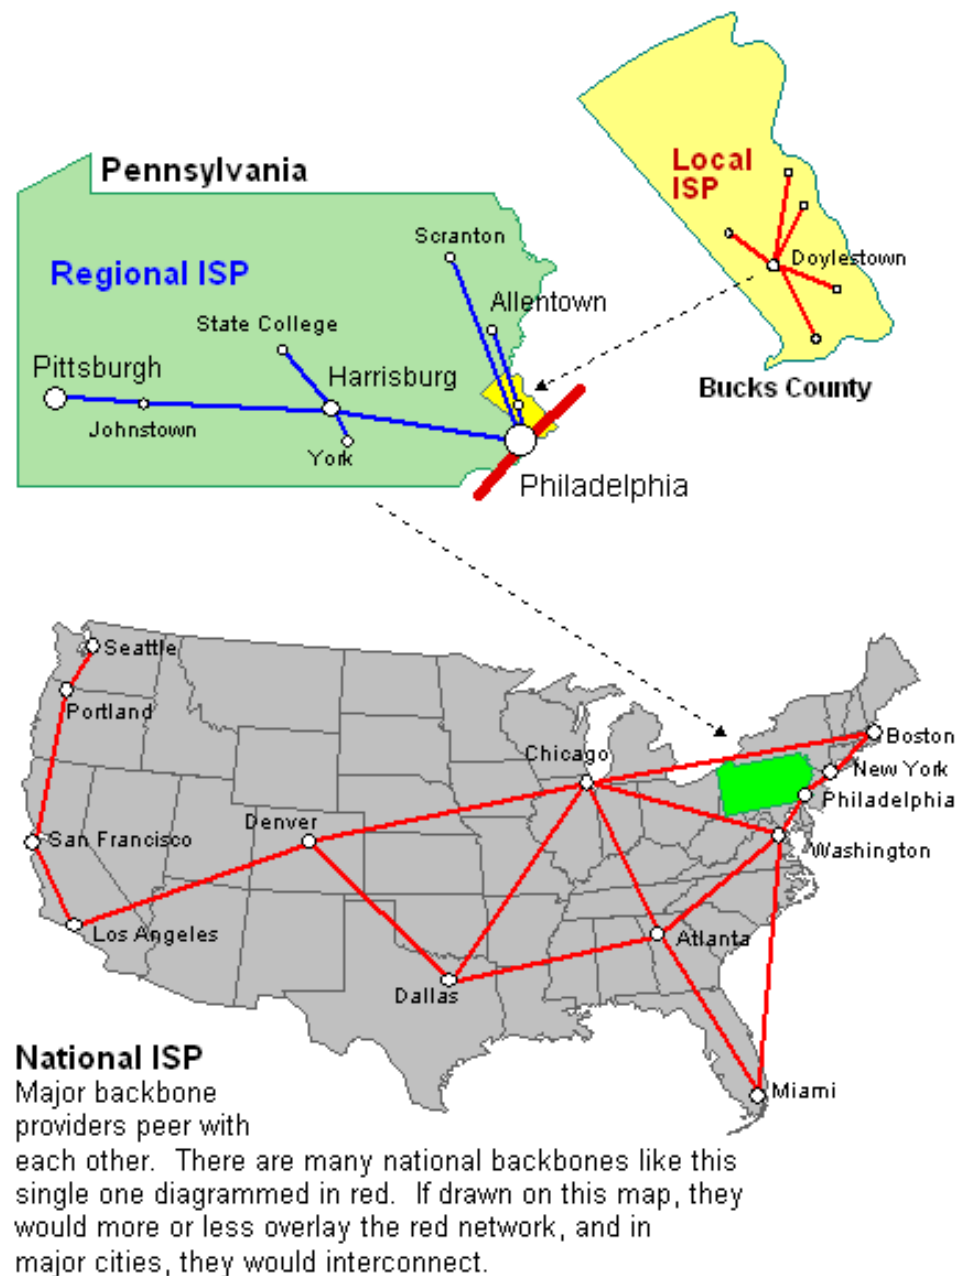 Pennsylvania
Local
ISP
Scranton
Doylestown
Regional ISP
Allentown
State College
Pittsburgh
Harrisburg
Bucks County
Johnstown
York
Philadelphia
Seattle
Portland
Boston
Chicago
New York
Philadelphia
Denver
San Francisco
Washington
Los Angeles
Atlanta
Dallas
National ISP
Miami
Major backbone
providers peer with
each other.  There are many national backbones like this
single one diagrammed in red.  If drawn on this map, they
would more or less overlay the red network, and in
major cities, they would interconnect.